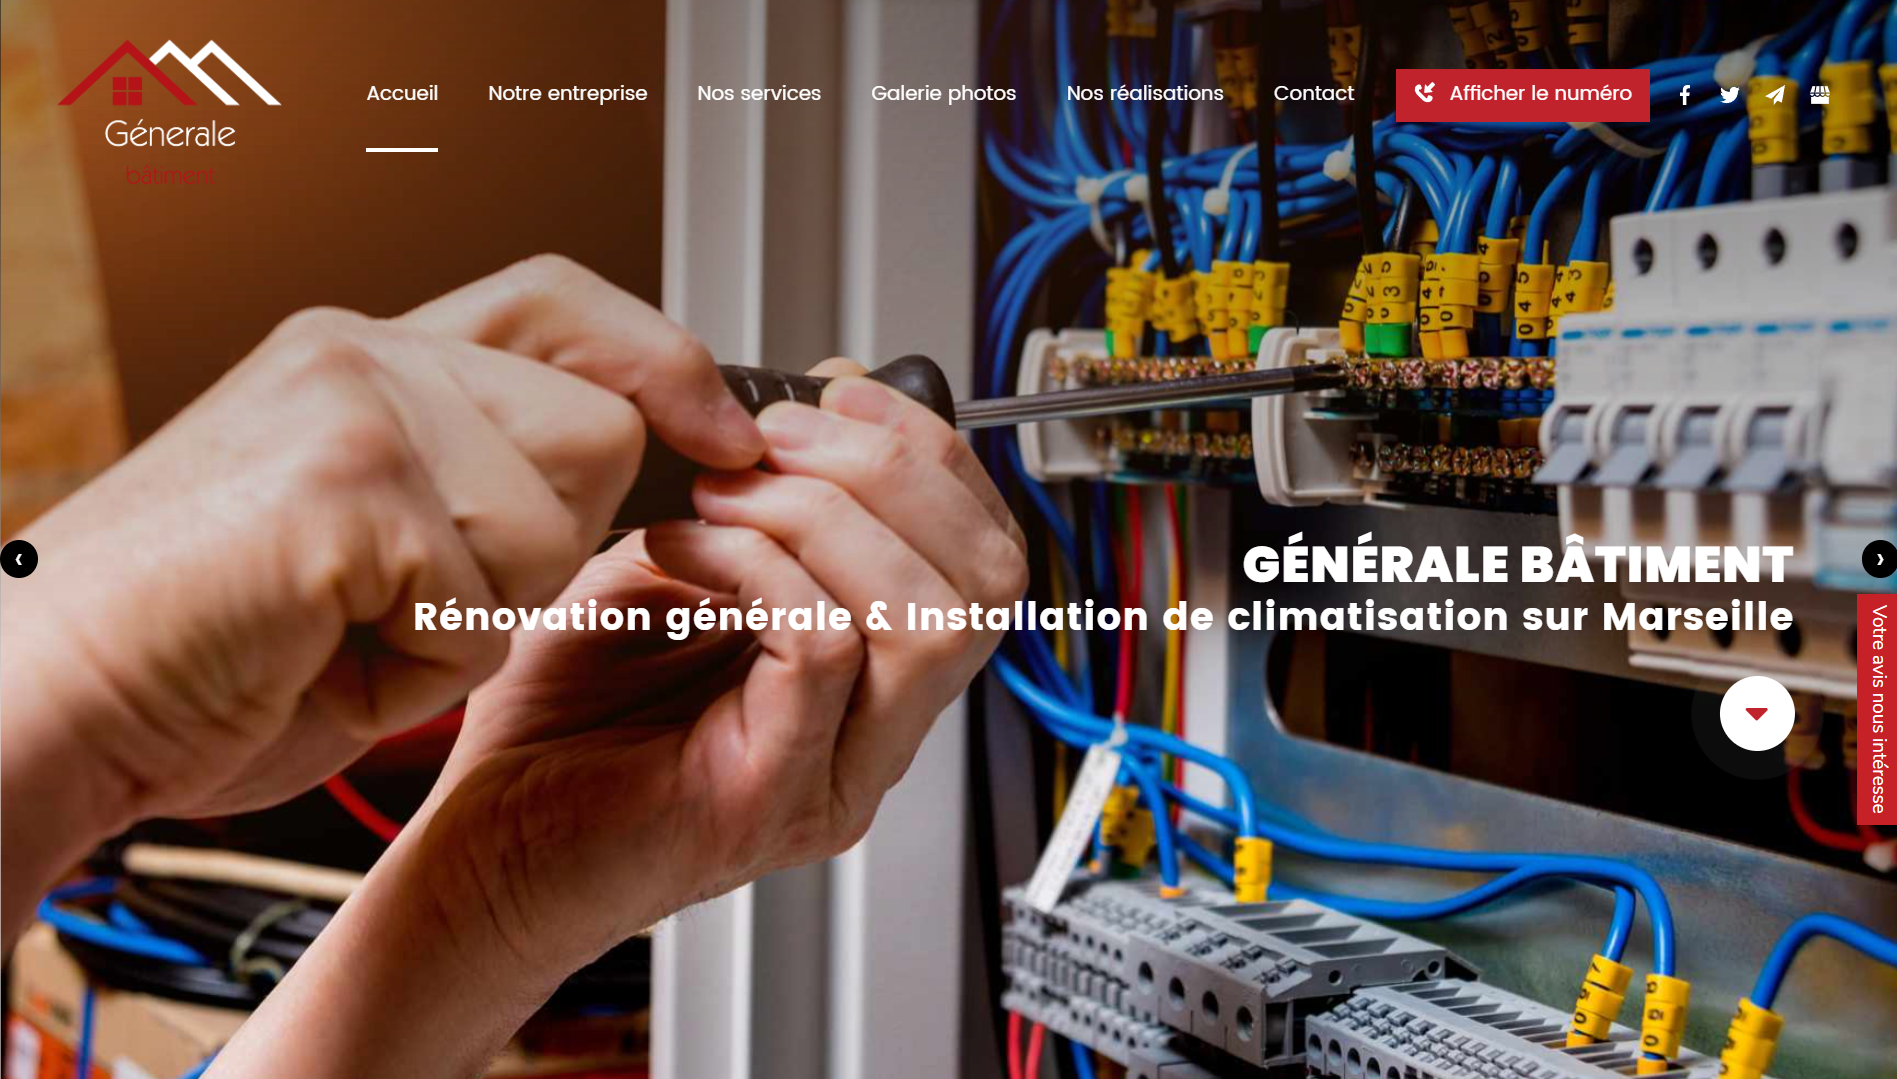 Génerale
bâtiment
Accueil
Notre entreprise
Nos services
Galerie photos
Nos réalisations
Contact
Afficher le numéro
GÉNÉRALE BÂTIMENT
Rénovation générale & Installation de climatisation sur Marseille
Votre avis nous intéresse